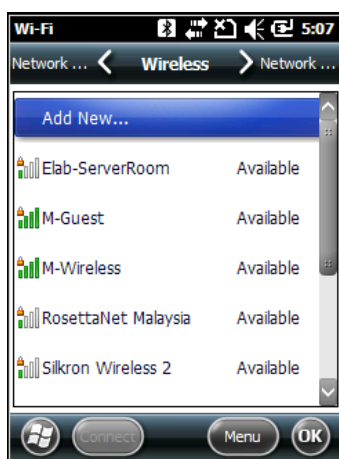 Wi-Fi 5:07
Network ... Wireless Network ...
Add New...
Elab-ServerRoom Available
M-Guest Available
M-Wireless Available
RosettaNet Malaysia Available
Silkron Wireless 2 Available
Connect Menu OK